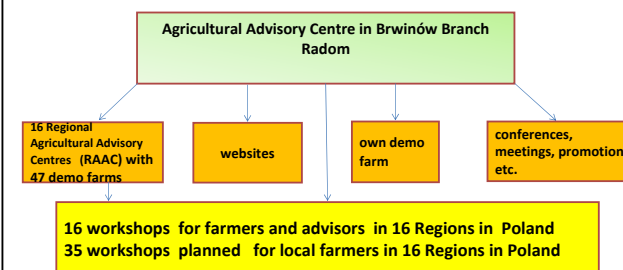 Agricultural Advisory Centre in Brwinów Branch
Radom
16 Regional
Agricultural Advisory
Centres (RAAC) with
47 demo farms
websites
own demo
farm
conferences,
meetings, promotion
etc.
16 workshops for farmers and advisors in 16 Regions in Poland
35 workshops planned for local farmers in 16 Regions in Poland